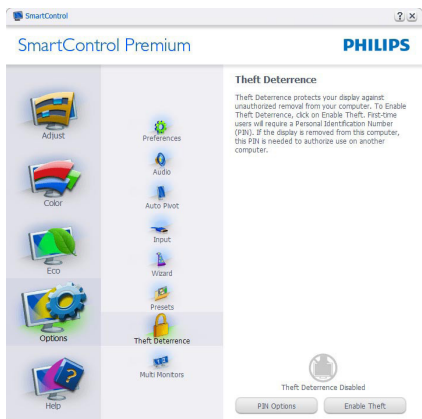 SmartControl
SmartControl Premium
PHILIPS
Adjust
Color
Eco
Options
Help
Preferences
Audio
Auto Pivot
Input
Wizard
Presets
Theft Deterrence
Multi Monitors
Theft Deterrence
Theft Deterrence protects your display against
unauthorized removal from your computer. To Enable
Theft Deterrence, click on Enable Theft. First-time
users will require a Personal Identification Number
(PIN). If the display is removed from this computer,
this PIN is needed to authorize use on another
computer.
Theft Deterrence Disabled
PIN Options
Enable Theft